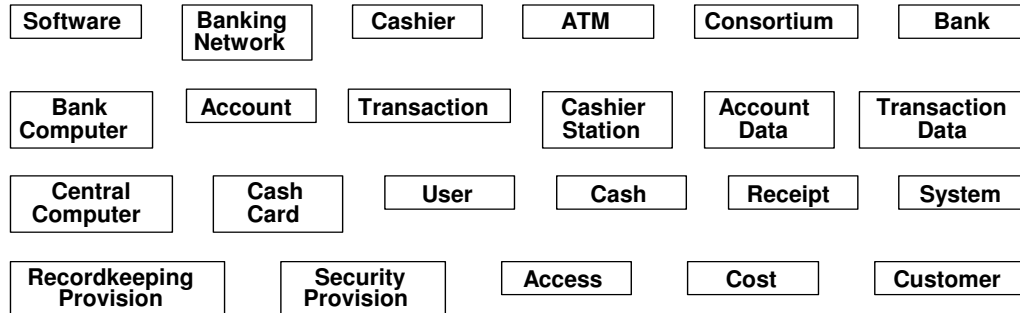 Software
Banking
Network
Cashier
ATM
Consortium
Bank
Bank
Computer
Account
Transaction
Cashier
Station
Account
Data
Transaction
Data
Central
Computer
Cash
Card
User
Cash
Receipt
System
Recordkeeping
Provision
Security
Provision
Access
Cost
Customer